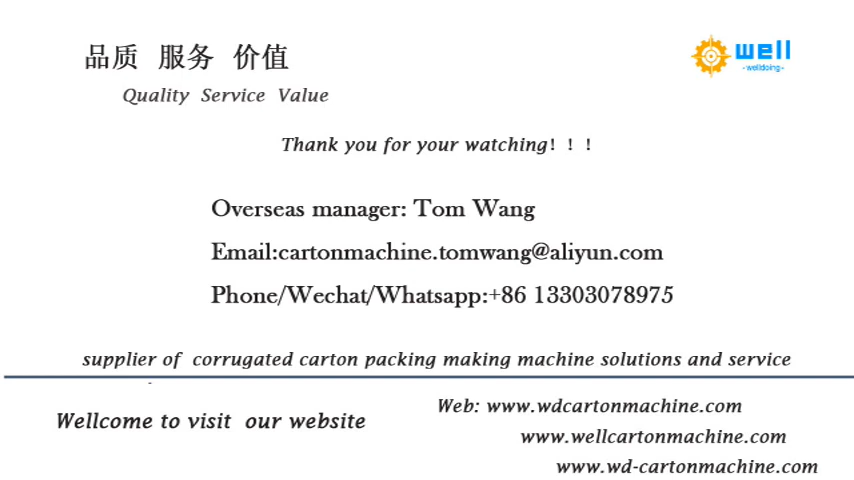 品质 服务 价值
well
-welldoing-
Quality Service Value
Thank you for your watching！！！
Overseas manager: Tom Wang
Email:cartonmachine.tomwang@aliyun.com
Phone/Wechat/Whatsapp:+86 13303078975
supplier of corrugated carton packing making machine solutions and service
Wellcome to visit our website
Web: www.wdcartonmachine.com
www.wellcartonmachine.com
www.wd-cartonmachine.com